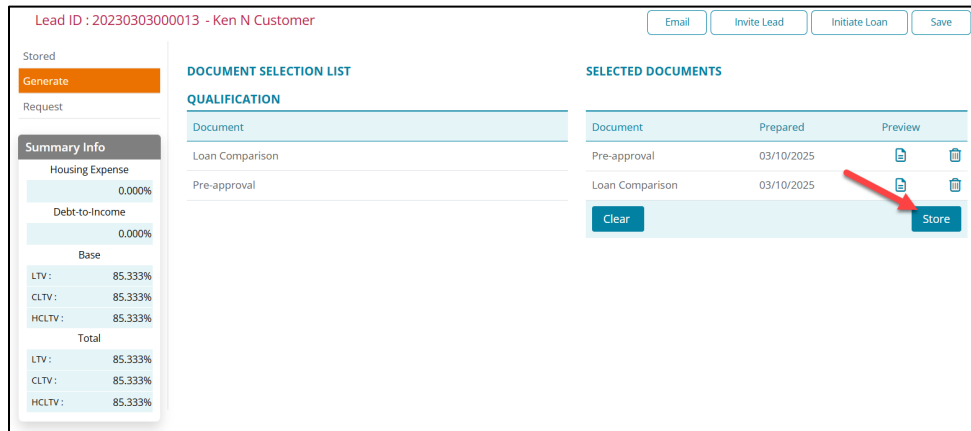 Lead ID : 20230303000013 - Ken N Customer
Email
Invite Lead
Initiate Loan
Save
Stored
Generate
Request
Summary Info
Housing Expense
0.000%
Debt-to-Income
0.000%
Base
LTV : 85.333%
CLTV : 85.333%
HCLTV : 85.333%
Total
LTV : 85.333%
CLTV : 85.333%
HCLTV : 85.333%
DOCUMENT SELECTION LIST
QUALIFICATION
Document
Loan Comparison
Pre-approval
SELECTED DOCUMENTS
Document Prepared Preview
Pre-approval 03/10/2025
Loan Comparison 03/10/2025
Clear
Store